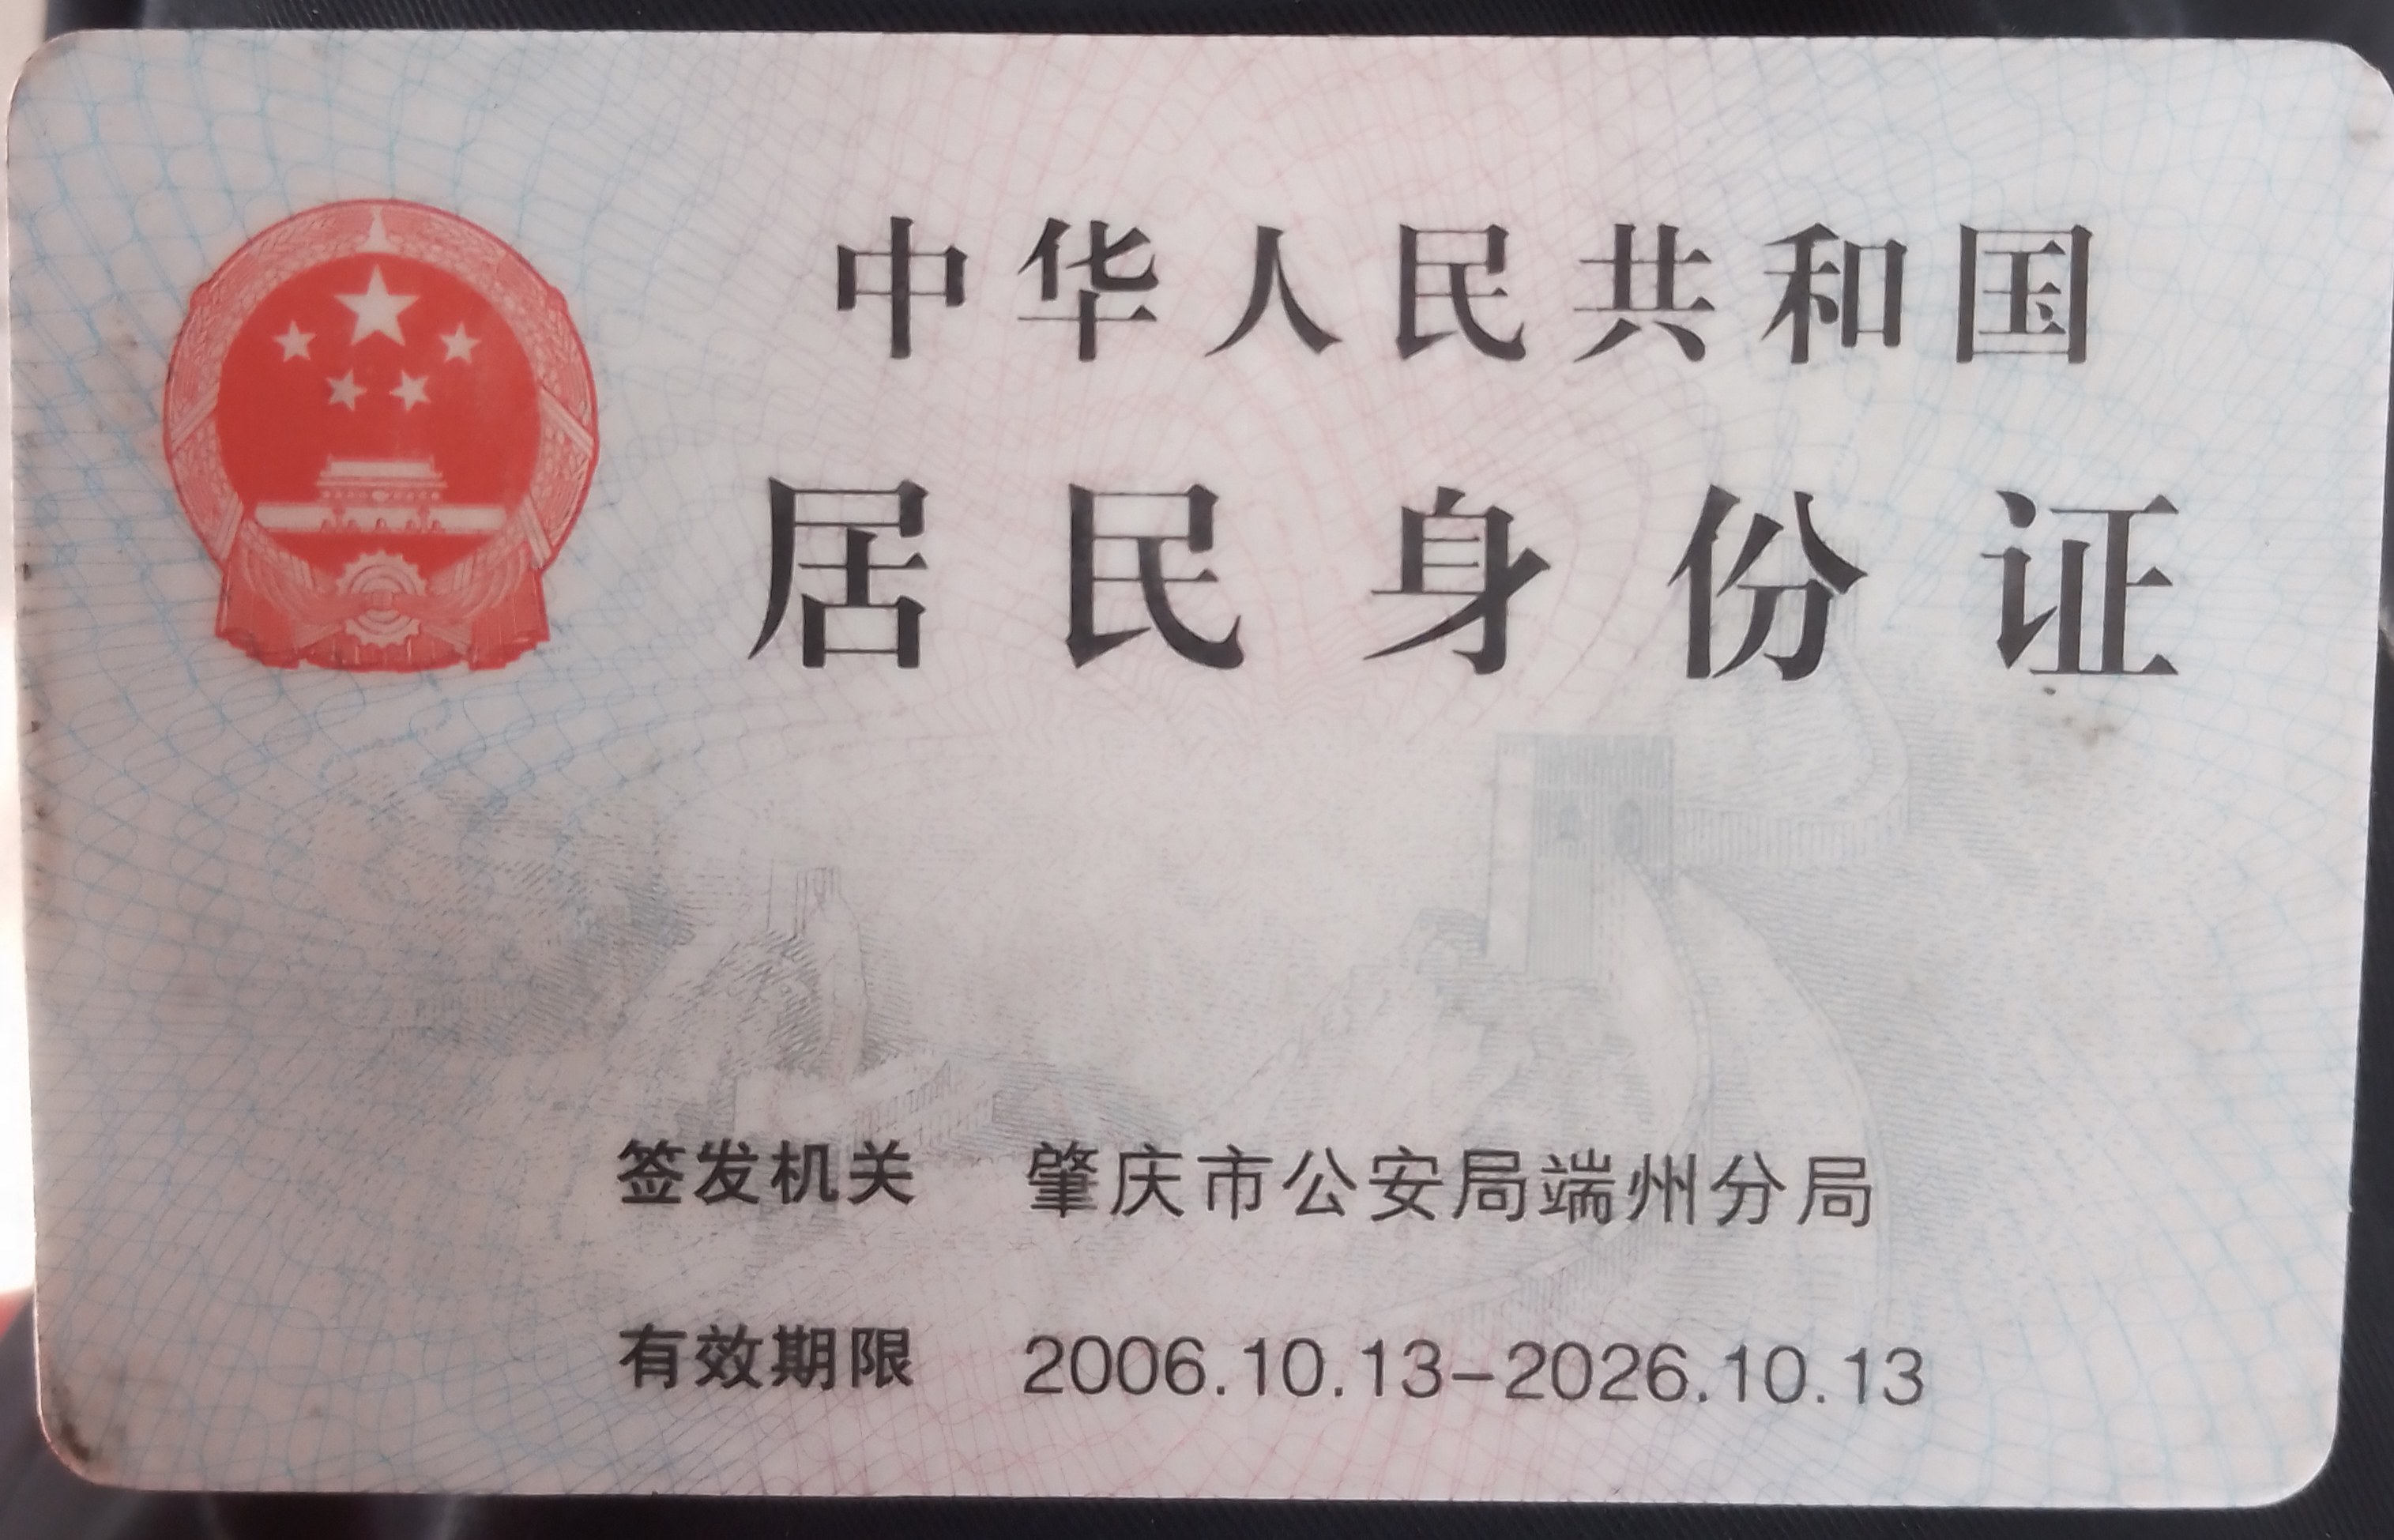 中华人民共和国
居民身份证
签发机关 肇庆市公安局端州分局
有效期限 2006.10.13-2026.10.13